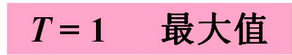 T = 1 最大值